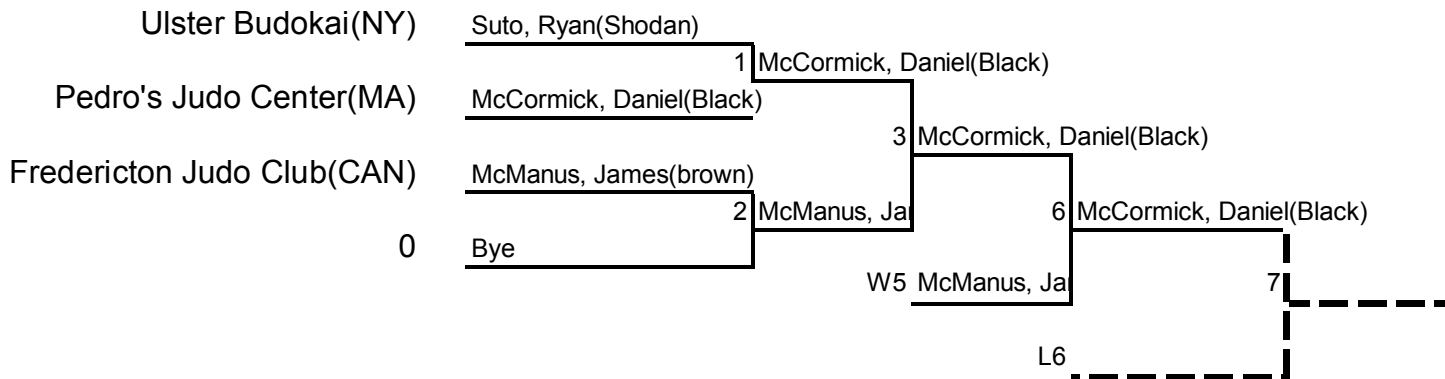 Ulster Budokai(NY) Suto, Ryan(Shodan)
1 McCormick, Daniel(Black)
Pedro's Judo Center(MA) McCormick, Daniel(Black)
3 McCormick, Daniel(Black)
Fredericton Judo Club(CAN) McManus, James(brown)
2 McManus, Jar 6 McCormick, Daniel(Black)
0 Bye
W5 McManus, Jar 7
L6